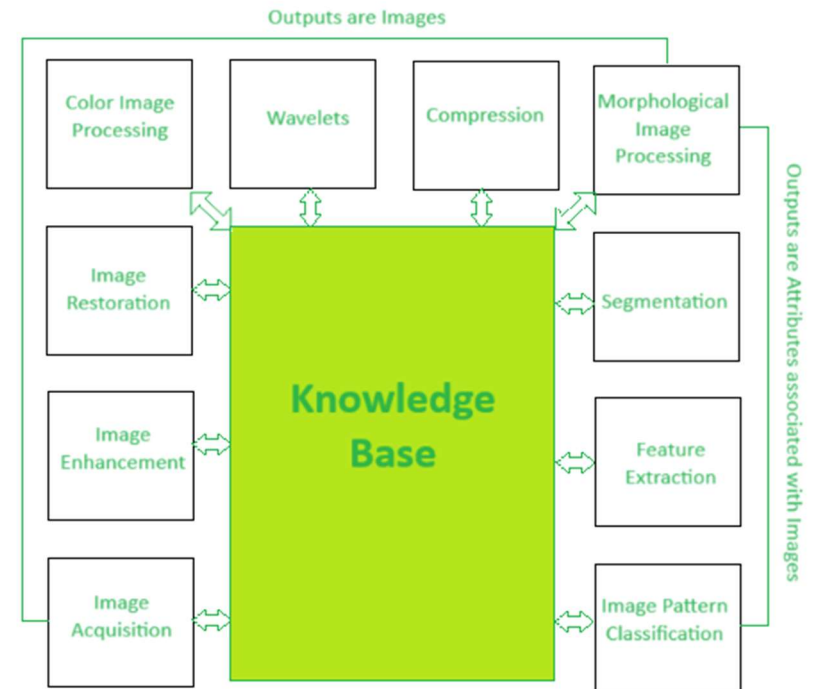 Outputs are Images
Color Image
Processing
Wavelets
Compression
Morphological
Image
Processing
Outputs are Attributes associated with Images
Image
Restoration
Segmentation
Knowledge
Base
Image
Enhancement
Feature
Extraction
Image
Acquisition
Image Pattern
Classification